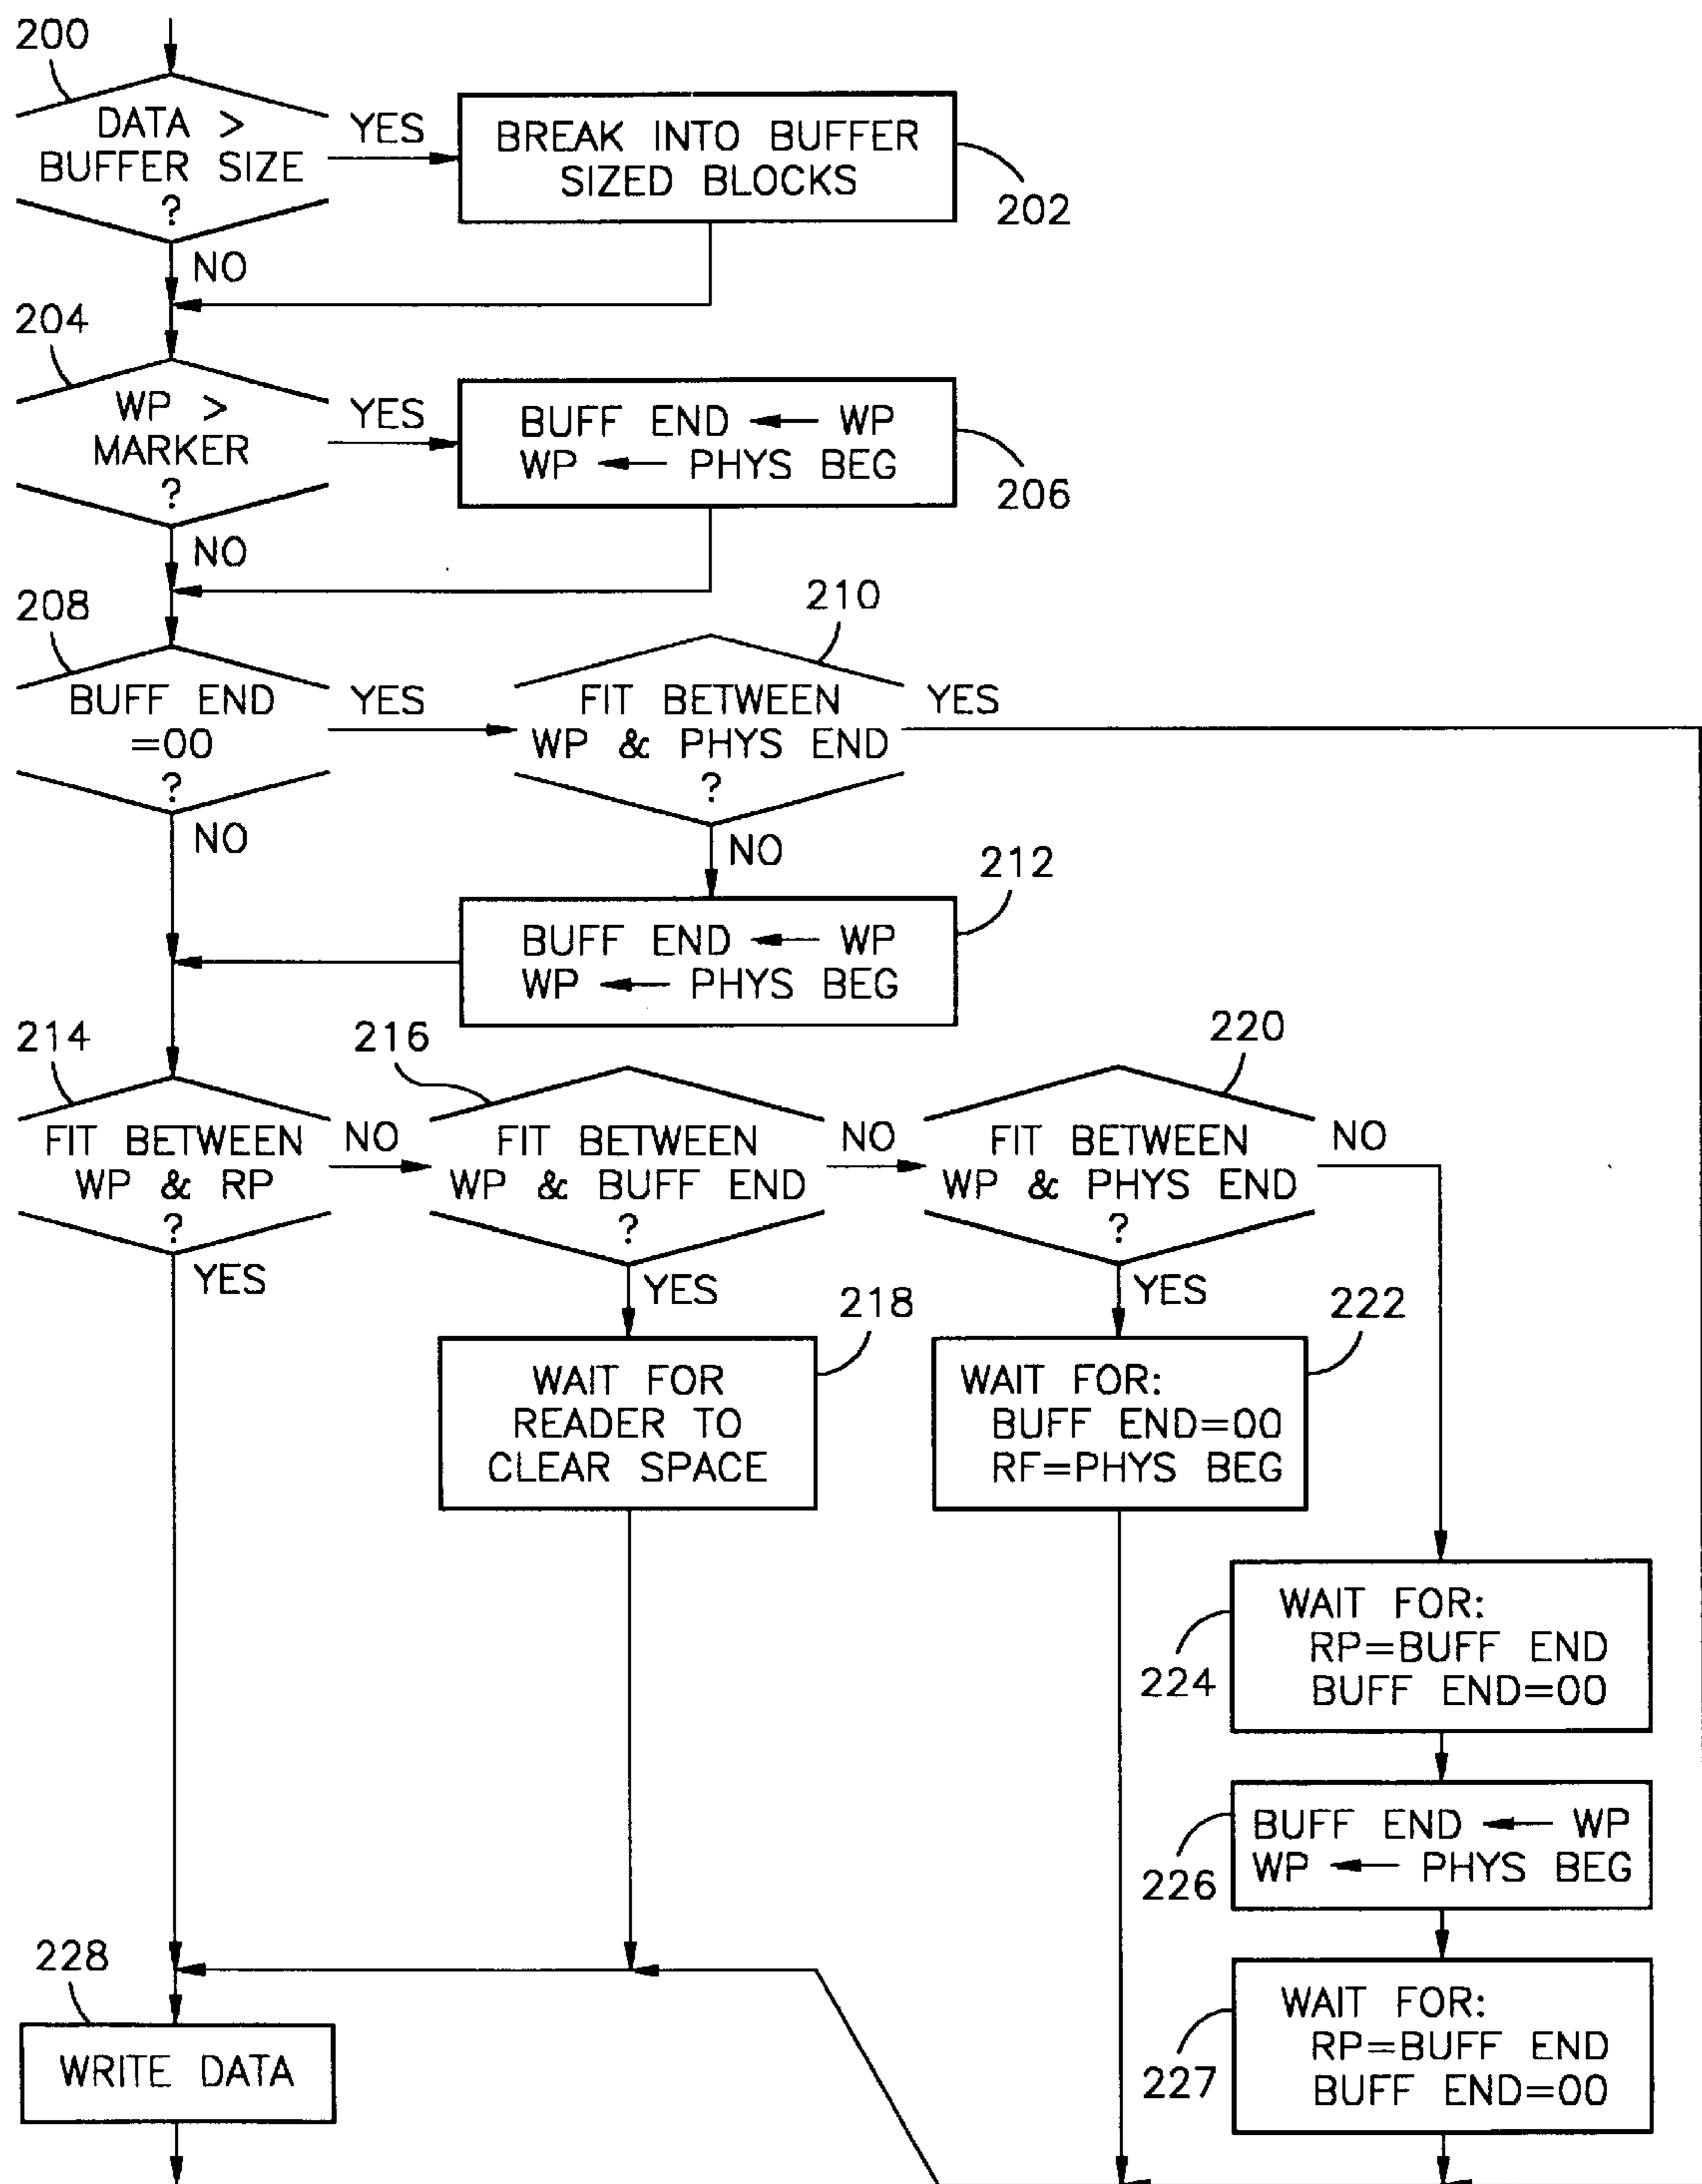 200
DATA >
BUFFER SIZE
?
YES
NO
BREAK INTO BUFFER
SIZED BLOCKS
202
204
WP >
MARKER
?
YES
NO
BUFF END ← WP
WP ← PHYS BEG
206
208
BUFF END
=00
?
YES
NO
210
FIT BETWEEN
WP & PHYS END
?
YES
NO
212
BUFF END ← WP
WP ← PHYS BEG
214
FIT BETWEEN
WP & RP
?
NO
YES
216
FIT BETWEEN
WP & BUFF END
?
NO
YES
220
FIT BETWEEN
WP & PHYS END
?
NO
YES
218
WAIT FOR
READER TO
CLEAR SPACE
222
WAIT FOR:
BUFF END=00
RF=PHYS BEG
WAIT FOR:
RP=BUFF END
BUFF END=00
224
BUFF END ← WP
WP ← PHYS BEG
226
WAIT FOR:
RP=BUFF END
BUFF END=00
227
228
WRITE DATA